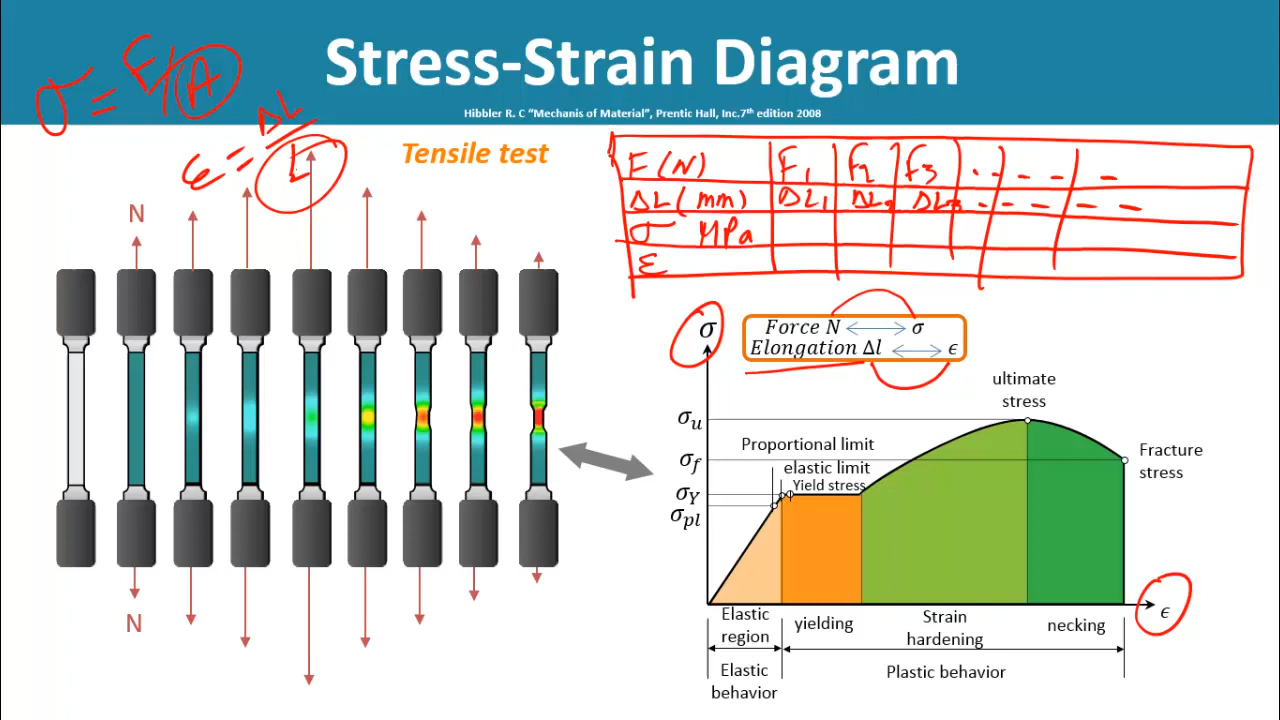 Stress-Strain Diagram
Hibbler R. C “Mechanis of Material”, Prentic Hall, Inc.7th edition 2008
σ = F/A
ε = ΔL/L
Tensile test
F (N) F1 F2 F3 . . - - -
ΔL (mm) ΔL1 ΔL2 ΔL3 - - - - -
σ MPa
ε
N
N
σ
Force N σ
Elongation Δl ϵ
ultimate
stress
σu
Proportional limit
σf
Fracture
stress
elastic limit
Yield stress
σY
σpl
ϵ
Elastic
region
yielding
Strain
hardening
necking
Elastic
behavior
Plastic behavior